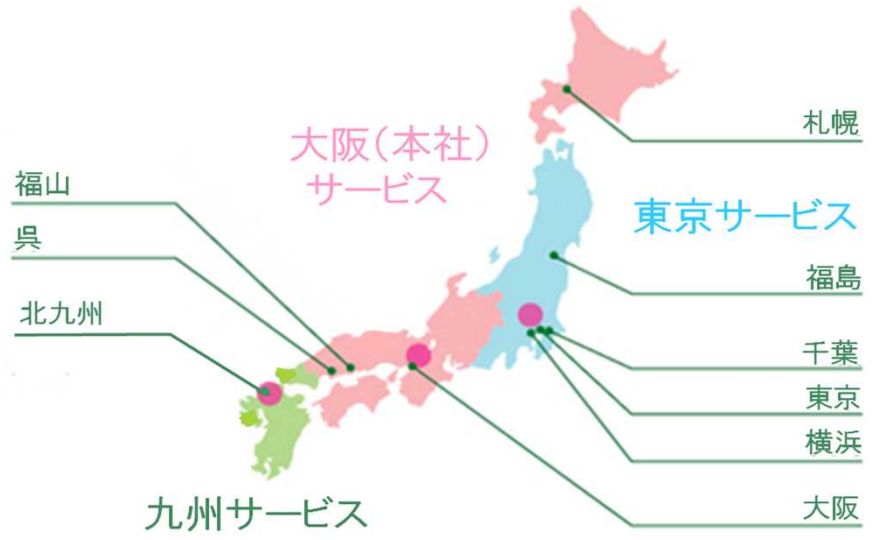 札幌
大阪（本社）
サービス
福山
東京サービス
呉
福島
北九州
千葉
東京
横浜
大阪
九州サービス